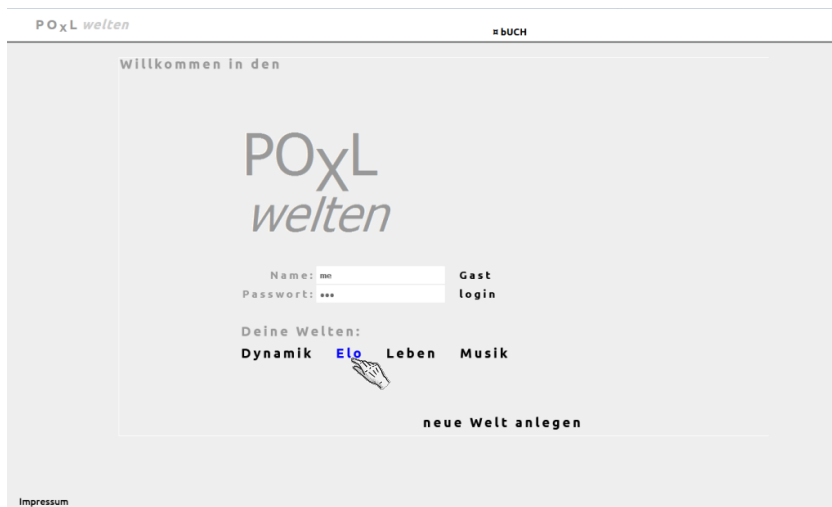 POXL welten
¤ bUCH
Willkommen in den
POXL
welten
Name: me Gast
Passwort: ●●● login
Deine Welten:
Dynamik Elo Leben Musik
neue Welt anlegen
Impressum